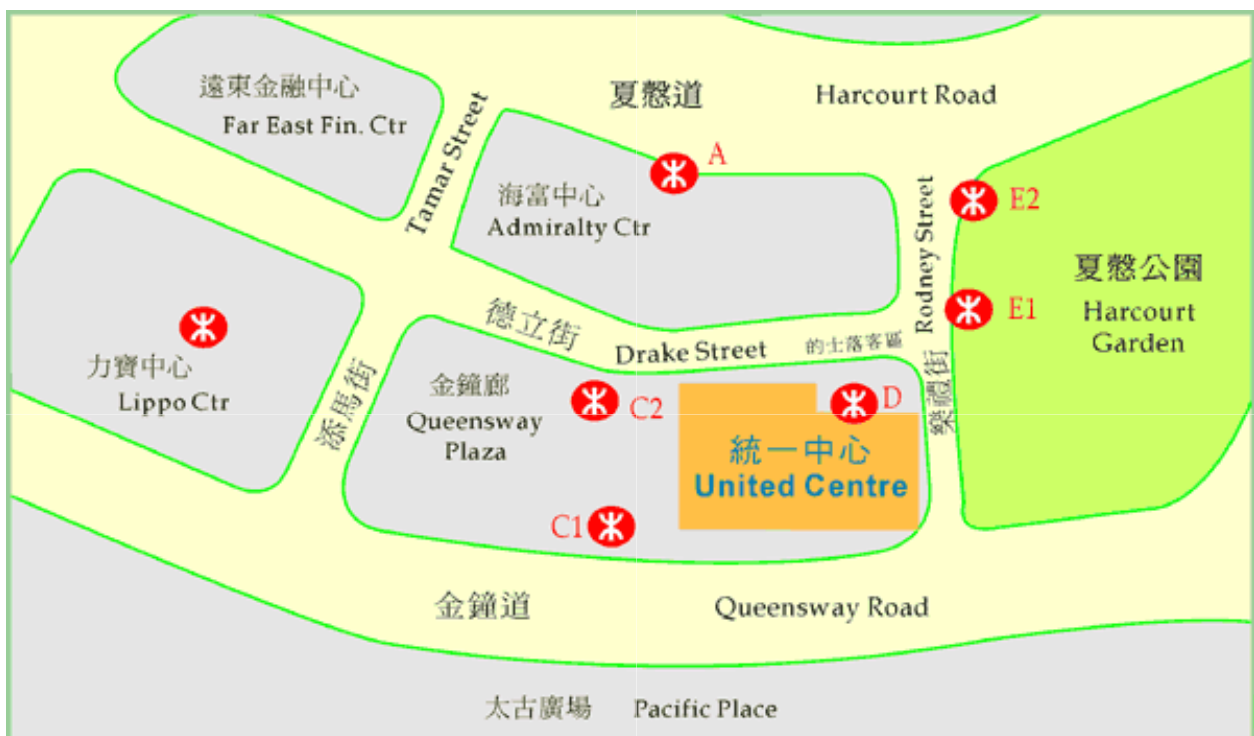 遠東金融中心
Far East Fin. Ctr
夏慤道
Harcourt Road
Tamar Street
A
海富中心
Admiralty Ctr
Rodney Street
E2
夏慤公園
Harcourt
Garden
E1
德立街
Drake Street
的士落客區
力寶中心
Lippo Ctr
添馬街
金鐘廊
Queensway
Plaza
C2
D
樂禮街
統一中心
United Centre
C1
金鐘道
Queensway Road
太古廣場
Pacific Place